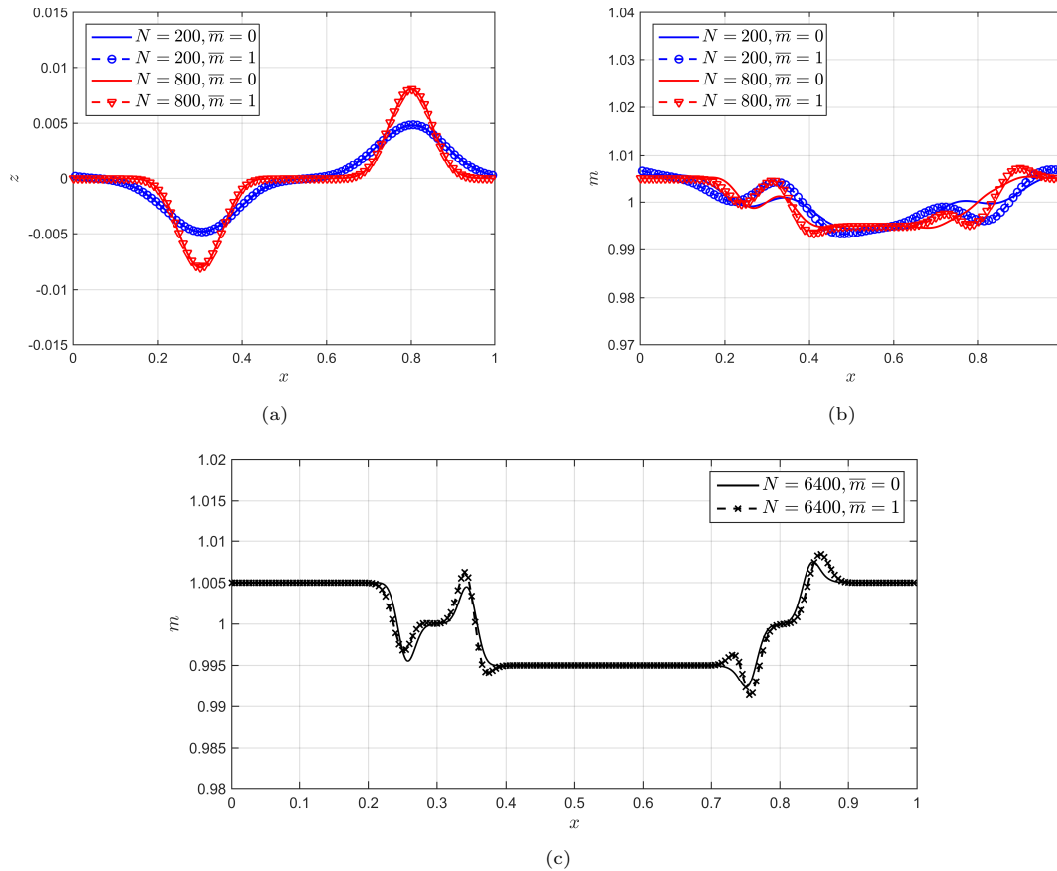 0.015
0.01
0.005
0
-0.005
-0.01
-0.015
z
0 0.2 0.4 0.6 0.8 1
x
N = 200, m̅ = 0
N = 200, m̅ = 1
N = 800, m̅ = 0
N = 800, m̅ = 1
(a)
1.04
1.03
1.02
1.01
1
0.99
0.98
0.97
m
0 0.2 0.4 0.6 0.8
x
N = 200, m̅ = 0
N = 200, m̅ = 1
N = 800, m̅ = 0
N = 800, m̅ = 1
(b)
1.02
1.015
1.01
1.005
1
0.995
0.99
0.985
0.98
m
0 0.1 0.2 0.3 0.4 0.5 0.6 0.7 0.8 0.9 1
x
N = 6400, m̅ = 0
N = 6400, m̅ = 1
(c)